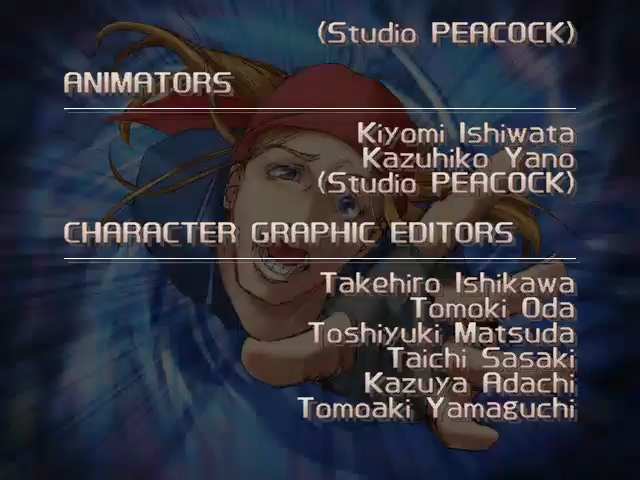 (Studio PEACOCK)
ANIMATORS
Kiyomi Ishiwata
Kazuhiko Yano
(Studio PEACOCK)
CHARACTER GRAPHIC EDITORS
Takehiro Ishikawa
Tomoki Oda
Toshiyuki Matsuda
Taichi Sasaki
Kazuya Adachi
Tomoaki Yamaguchi